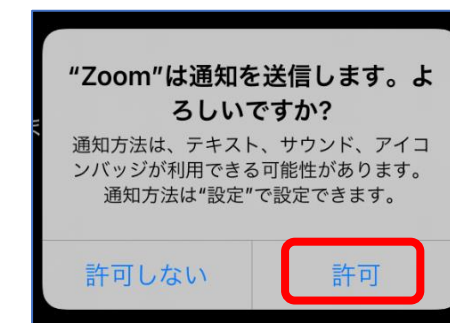 “Zoom”は通知を送信します。よ
ろしいですか?
通知方法は、テキスト、サウンド、アイコ
ンバッジが利用できる可能性があります。
通知方法は“設定”で設定できます。
許可しない 許可